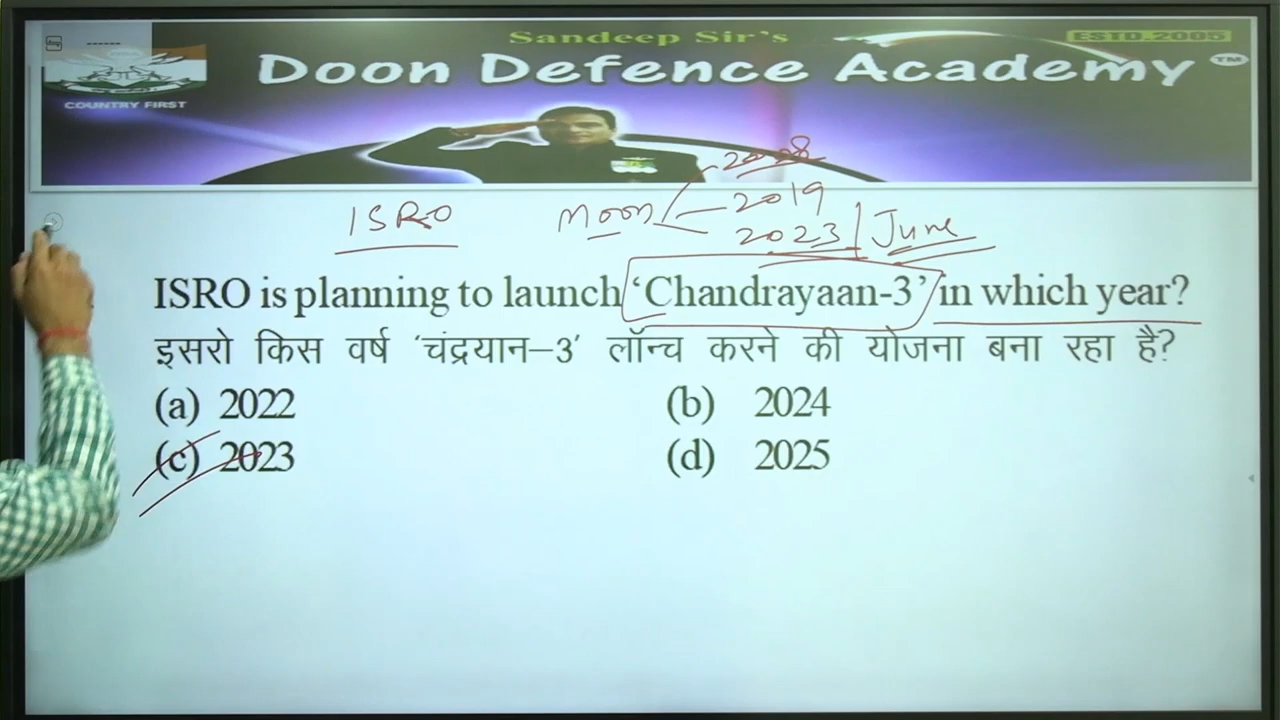 Sandeep Sir's
ESTD.2005
Doon Defence Academy™
COUNTRY FIRST
2008
ISRO Moon 2019
2023 June
ISRO is planning to launch 'Chandrayaan-3' in which year?
इसरो किस वर्ष 'चंद्रयान–3' लॉन्च करने की योजना बना रहा है?
(a) 2022 (b) 2024
(c) 2023 (d) 2025